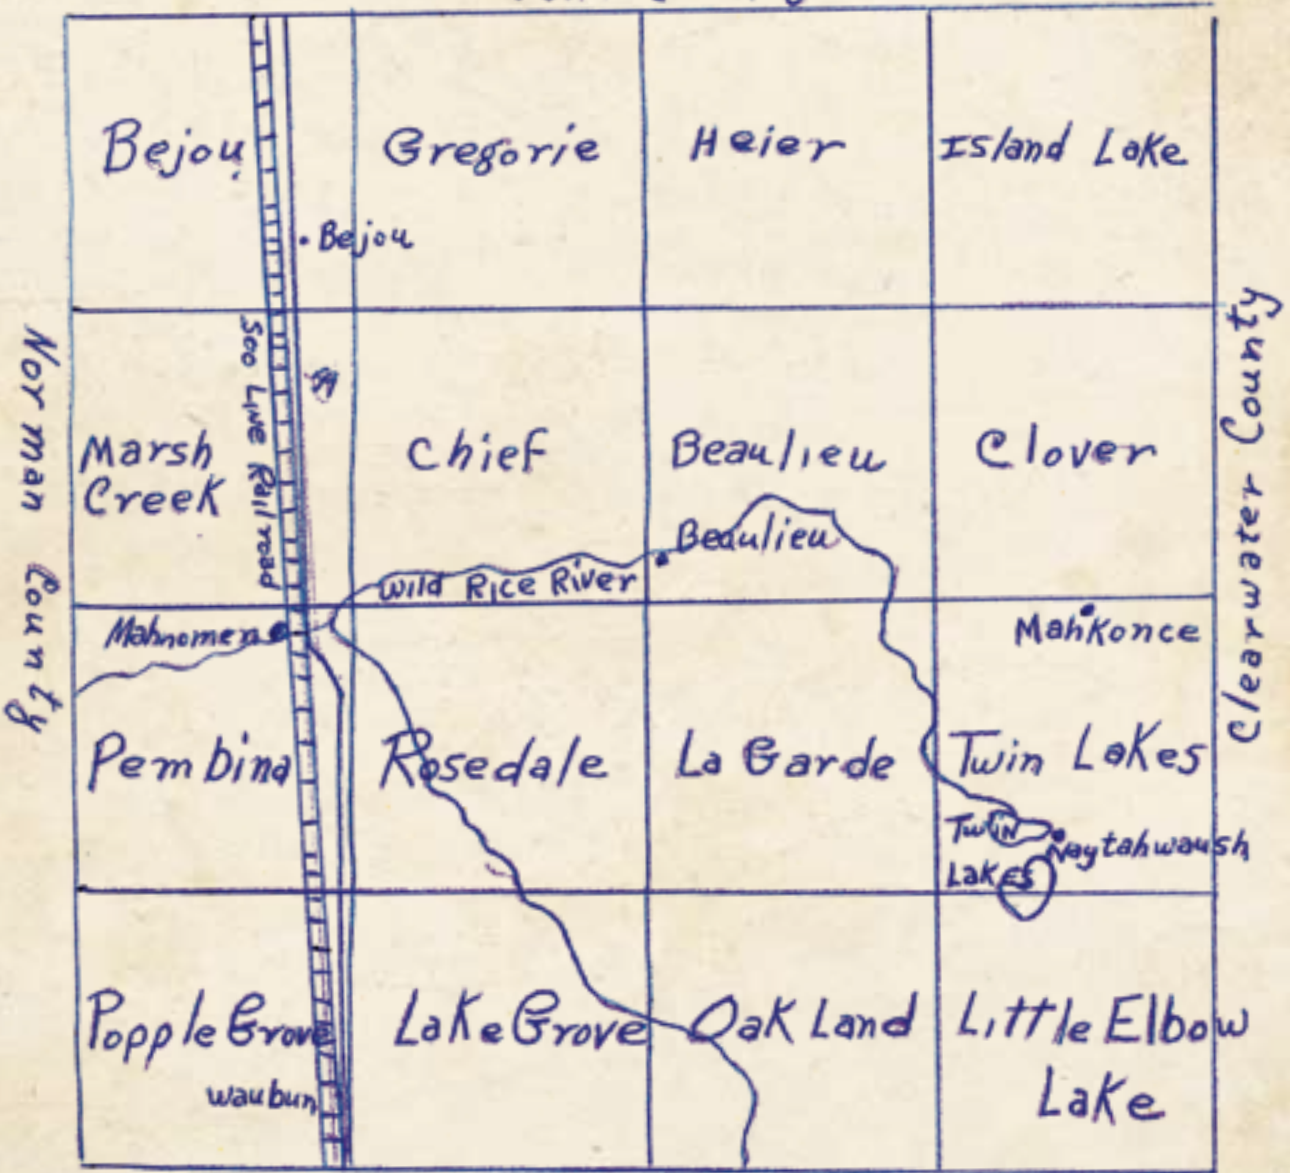 Bejou
Gregorie
Heier
Island Lake
Bejou
Norman County
Soo Line Railroad
59
Clearwater County
Marsh
Creek
Chief
Beaulieu
Clover
Beaulieu
Wild Rice River
Mahnomen
Mahkonce
Pembina
Rosedale
La Garde
Twin Lakes
Twin
Lakes
Naytahwaush
Popple Grove
Lake Grove
Oak Land
Little Elbow
Lake
Waubun